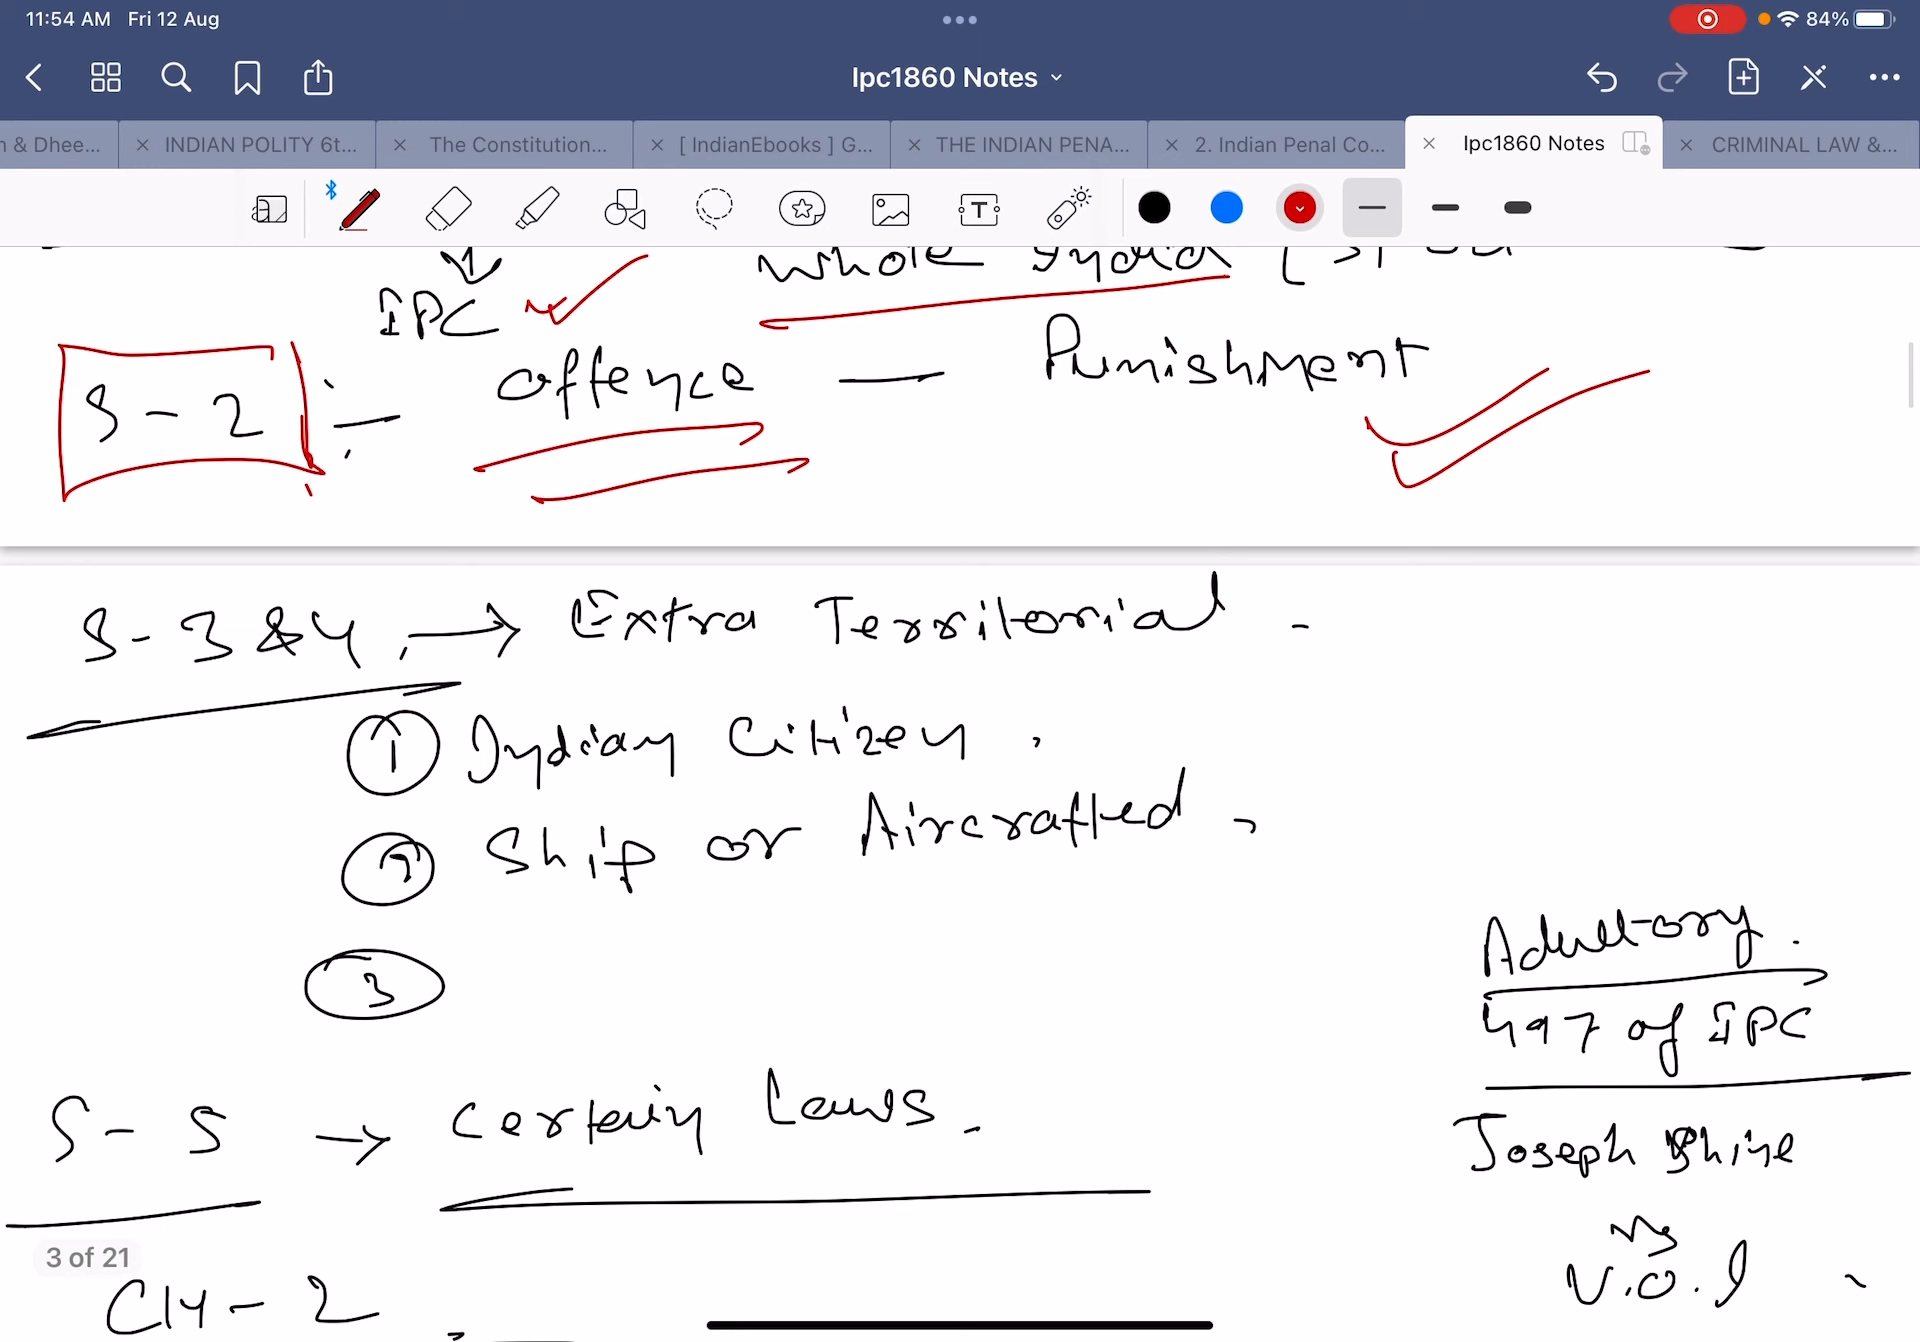 11:54 AM Fri 12 Aug
84%
Ipc1860 Notes
n & Dhee...
INDIAN POLITY 6t...
The Constitution...
[ IndianEbooks ] G...
THE INDIAN PENA...
2. Indian Penal Co...
Ipc1860 Notes
CRIMINAL LAW &...
Whole India
IPC
S-2 :- offence — Punishment
S-3 & 4, → Extra Territorial -
① Indian Citizen .
② Ship or Aircrafted ,
③
Adultory .
497 of IPC
S-5 → Certain Laws .
Joseph Shine
Vs
U.O.I
3 of 21
CH-2